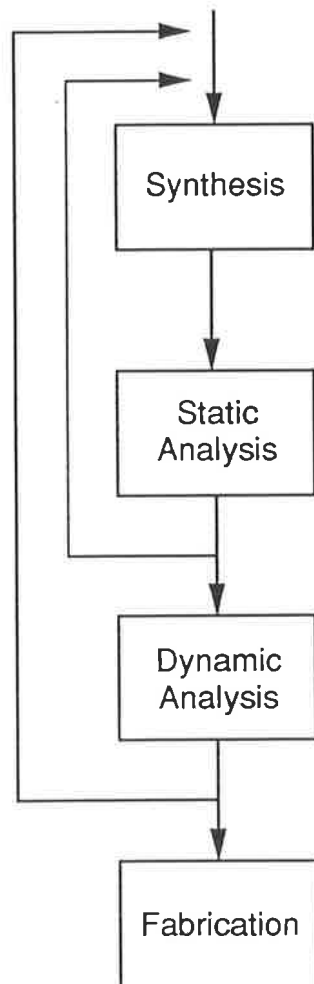 Synthesis
Static
Analysis
Dynamic
Analysis
Fabrication